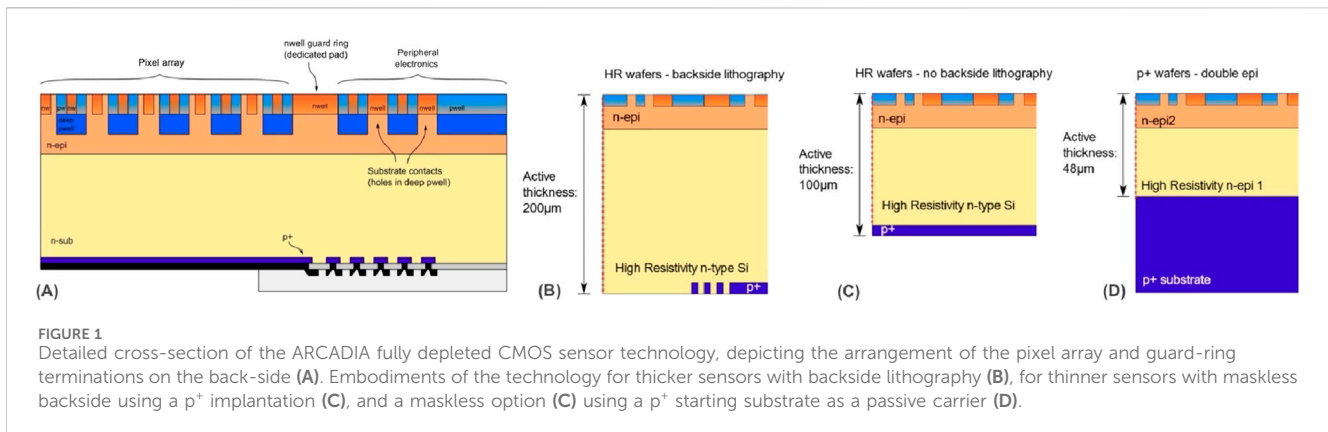 nwell guard ring
(dedicated pad)
Pixel array
Peripheral
electronics
nw
pw
nw
nwell
nwell
nwell
pwell
deep
pwell
n-epi
Substrate contacts
(holes in deep pwell)
n-sub
p+
(A)
HR wafers - backside lithography
n-epi
Active
thickness:
200µm
High Resistivity n-type Si
p+
(B)
HR wafers - no backside lithography
n-epi
Active
thickness:
100µm
High Resistivity n-type Si
p+
(C)
p+ wafers - double epi
n-epi2
Active
thickness:
48µm
High Resistivity n-epi 1
p+ substrate
(D)
FIGURE 1
Detailed cross-section of the ARCADIA fully depleted CMOS sensor technology, depicting the arrangement of the pixel array and guard-ring
terminations on the back-side (A). Embodiments of the technology for thicker sensors with backside lithography (B), for thinner sensors with maskless
backside using a p⁺ implantation (C), and a maskless option (C) using a p⁺ starting substrate as a passive carrier (D).